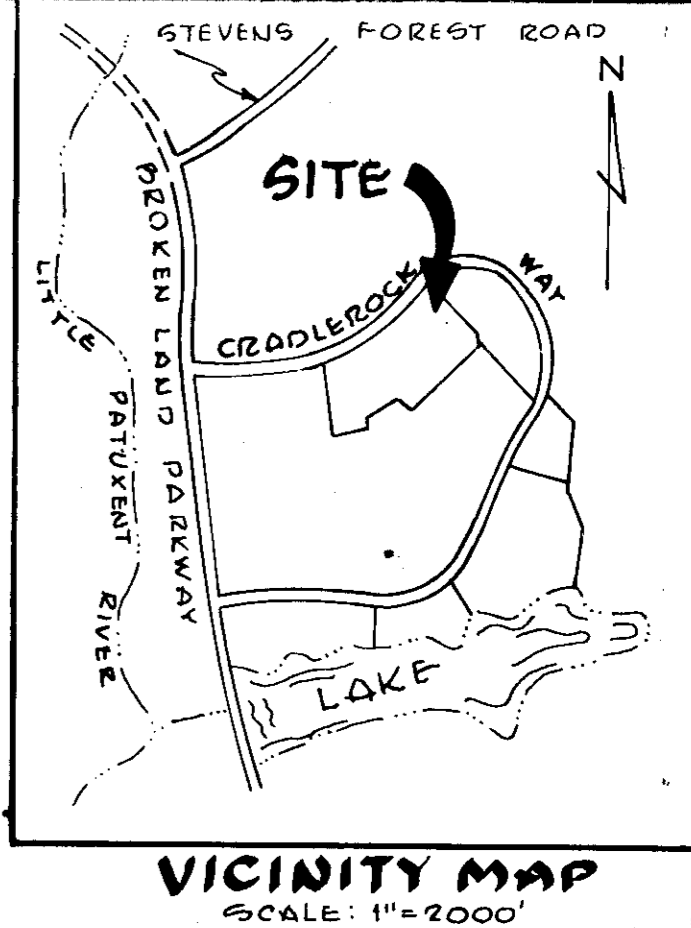 STEVENS FOREST ROAD
N
SITE
BROKEN LAND PARKWAY
CRADLEROCK WAY
LITTLE PATUXENT RIVER
LAKE
VICINITY MAP
SCALE: 1"=2000'